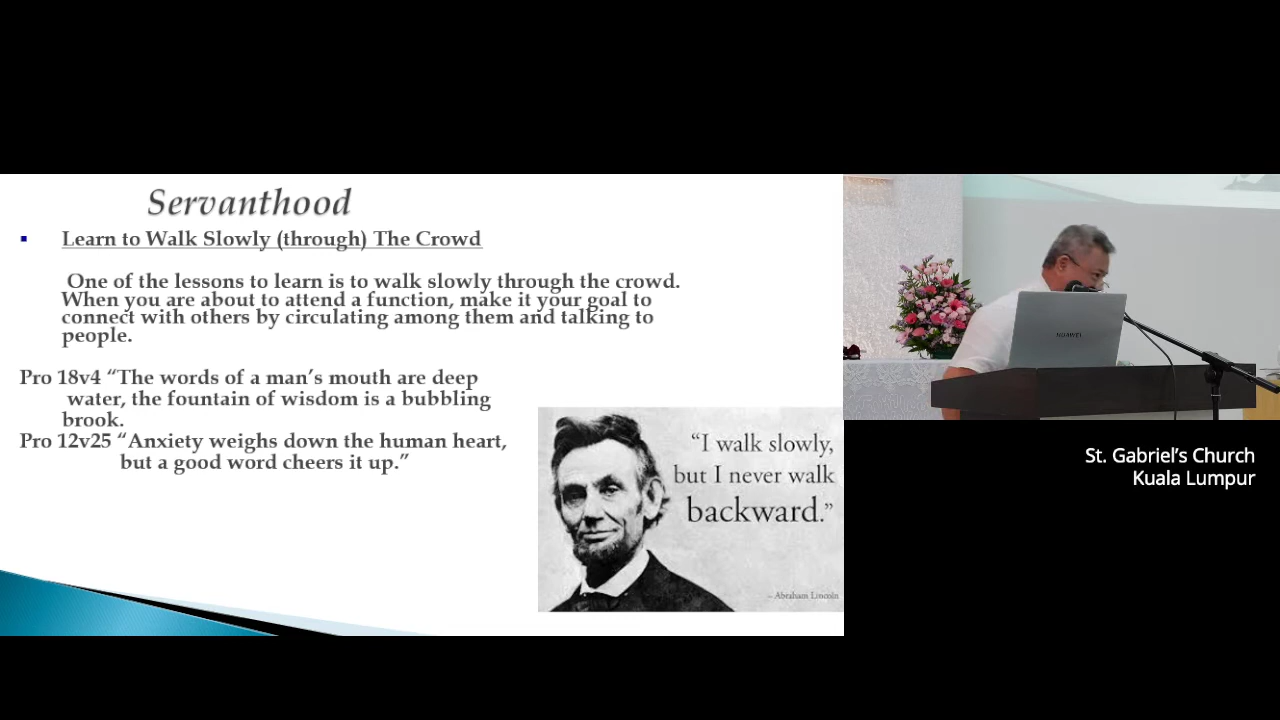 Servanthood
Learn to Walk Slowly (through) The Crowd
One of the lessons to learn is to walk slowly through the crowd.
When you are about to attend a function, make it your goal to
connect with others by circulating among them and talking to
people.
Pro 18v4 “The words of a man’s mouth are deep
water, the fountain of wisdom is a bubbling
brook.
Pro 12v25 “Anxiety weighs down the human heart,
but a good word cheers it up.”
“I walk slowly,
but I never walk
backward.”
– Abraham Lincoln
HUAWEI
St. Gabriel’s Church
Kuala Lumpur